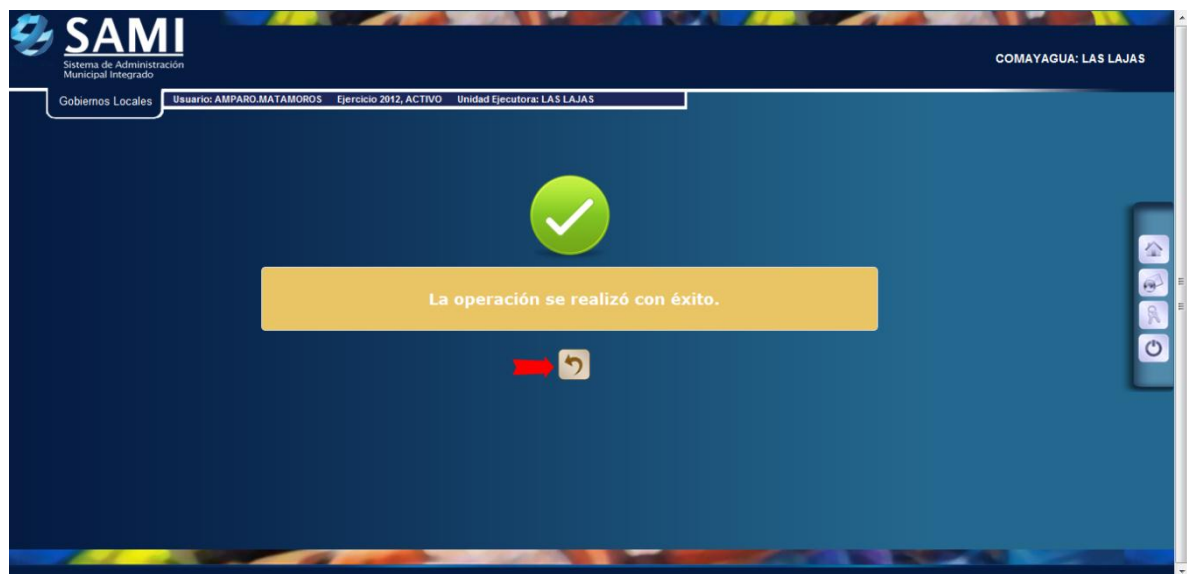 SAMI
Sistema de Administración
Municipal Integrado
COMAYAGUA: LAS LAJAS
Gobiernos Locales
Usuario: AMPARO.MATAMOROS Ejercicio 2012, ACTIVO Unidad Ejecutora: LAS LAJAS
La operación se realizó con éxito.